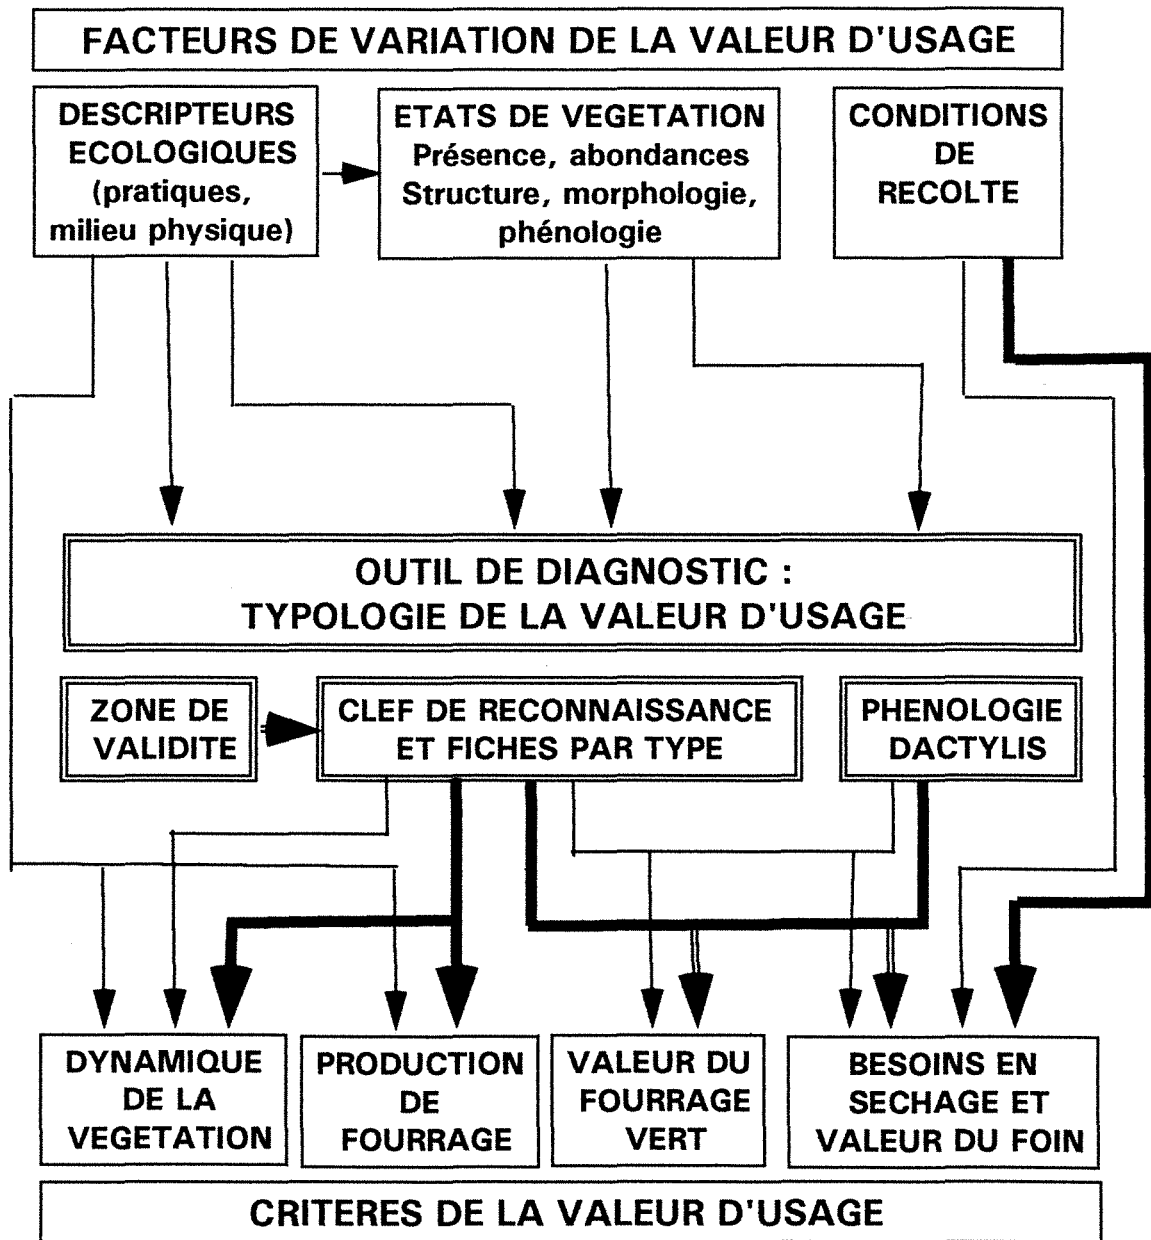 FACTEURS DE VARIATION DE LA VALEUR D'USAGE
DESCRIPTEURS
ECOLOGIQUES
(pratiques,
milieu physique)
ETATS DE VEGETATION
Présence, abondances
Structure, morphologie,
phénologie
CONDITIONS
DE
RECOLTE
OUTIL DE DIAGNOSTIC :
TYPOLOGIE DE LA VALEUR D'USAGE
ZONE DE
VALIDITE
CLEF DE RECONNAISSANCE
ET FICHES PAR TYPE
PHENOLOGIE
DACTYLIS
DYNAMIQUE
DE LA
VEGETATION
PRODUCTION
DE
FOURRAGE
VALEUR DU
FOURRAGE
VERT
BESOINS EN
SECHAGE ET
VALEUR DU FOIN
CRITERES DE LA VALEUR D'USAGE